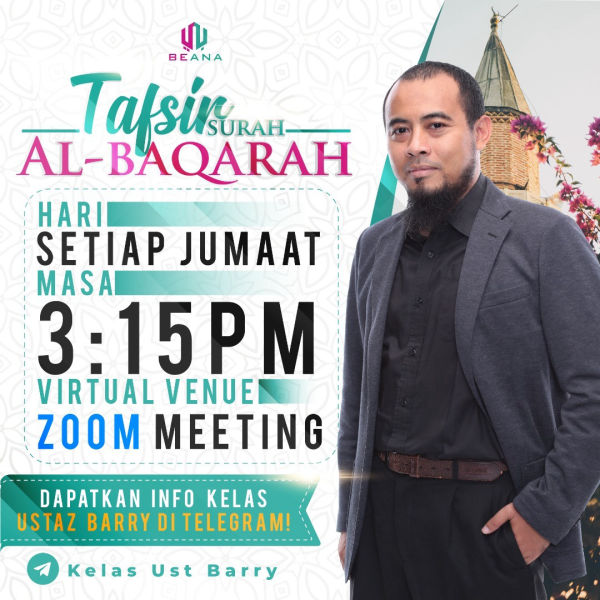 BEANA
Tafsir
SURAH
AL-BAQARAH
HARI
SETIAP JUMAAT
MASA
3:15PM
VIRTUAL VENUE
ZOOM MEETING
DAPATKAN INFO KELAS
USTAZ BARRY DI TELEGRAM!
Kelas Ust Barry